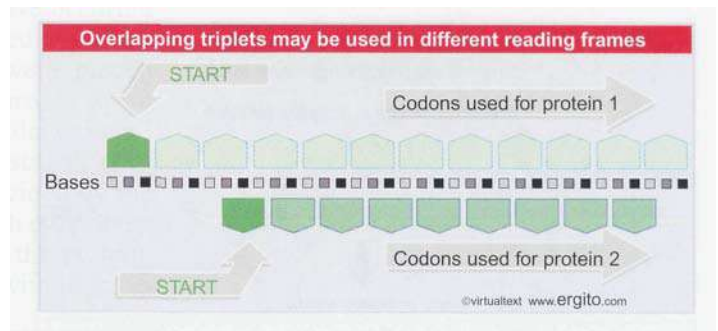 Overlapping triplets may be used in different reading frames
START
Codons used for protein 1
Bases
Codons used for protein 2
START
©virtualtext www.ergito.com